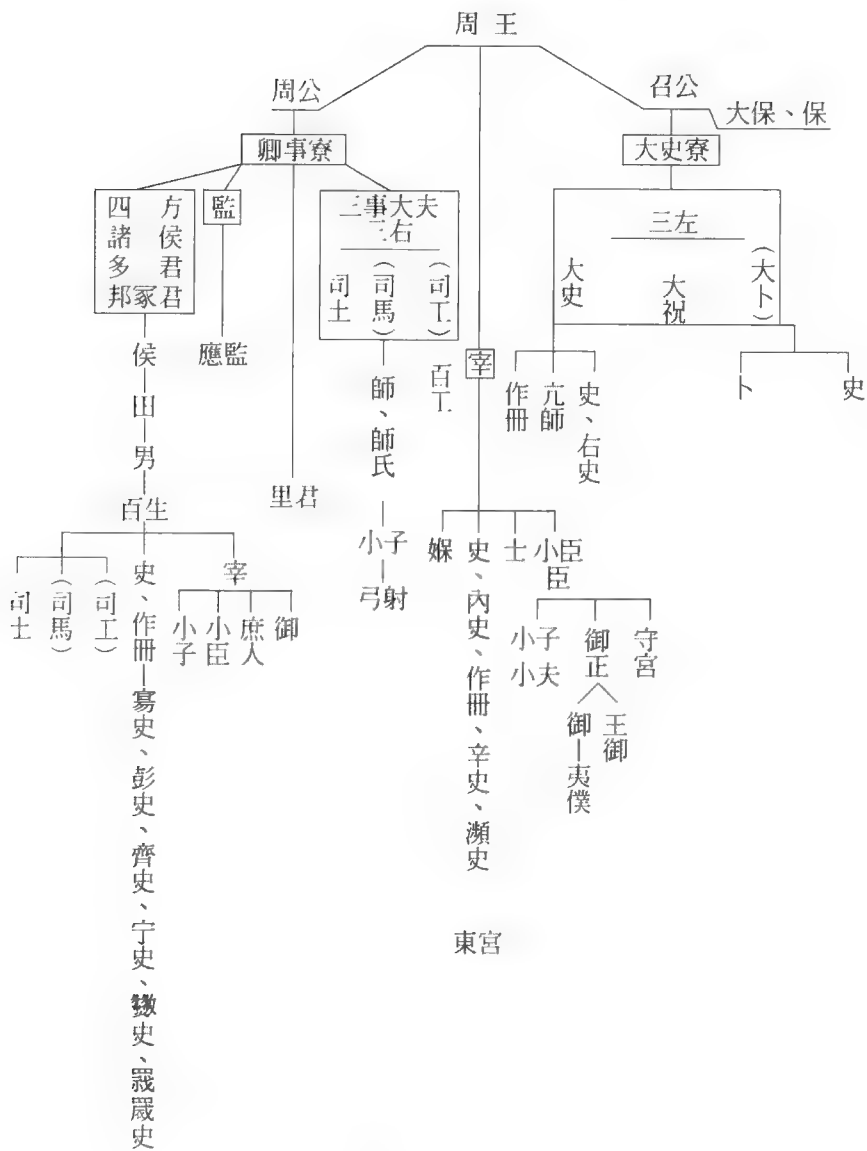 周王
周公
召公
大保、保
卿事寮
大史寮
四方
諸侯
多君
邦冢君
監
三事大夫
三右
司土
（司馬）
（司工）
三左
大史
大祝
（大卜）
侯
田
男
百生
應監
里君
師、師氏
小子
弓射
百工
宰
作冊
亢師
史、右史
卜
史
司士
（司馬）
（司工）
史、作冊
寪史、彭史、齊史、宁史、史、史
宰
小子
小臣
庶人
御
婇
史、內史、作冊、辛史、瀕史
士
小臣
臣
小子
小夫
御正
守宮
御
夷僕
王御
東宮